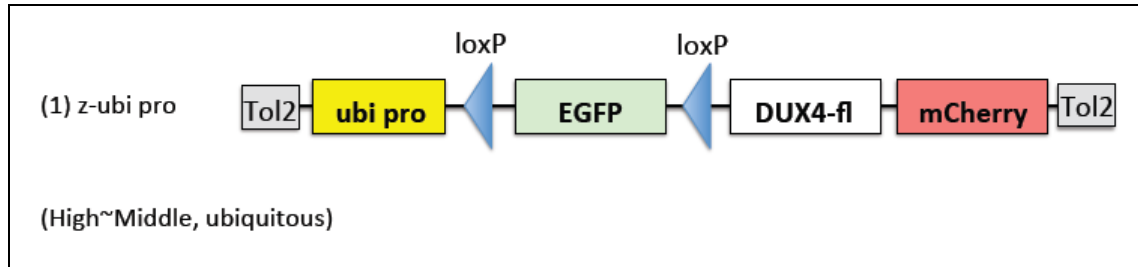 loxP loxP
(1) z-ubi pro Tol2 ubi pro EGFP DUX4-fl mCherry Tol2
(High~Middle, ubiquitous)